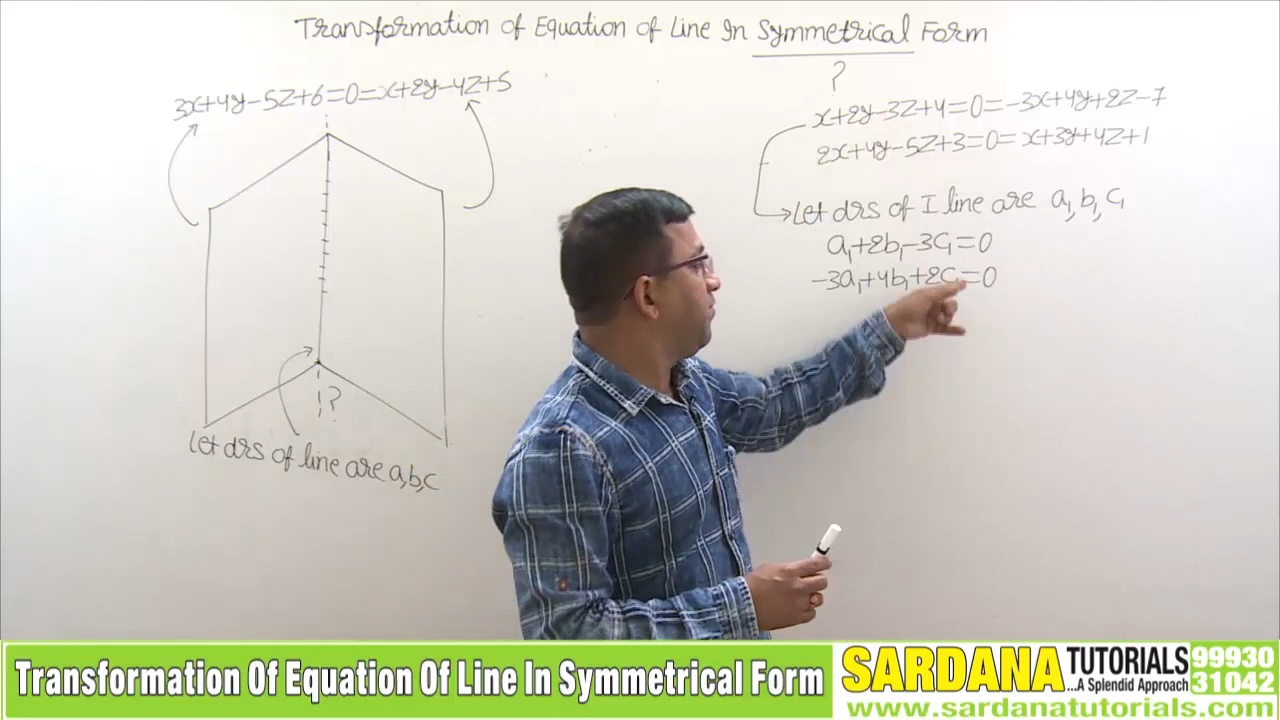 Transformation of Equation of Line In Symmetrical Form
?
3x+4y-5z+6=0=x+2y-4z+5
?
Let drs of line are a,b,c
x+2y-3z+4=0=-3x+4y+2z-7
2x+4y-5z+3=0=x+3y+4z+1
Let drs of I line are a₁, b₁, c₁
a₁+2b₁-3c₁=0
-3a₁+4b₁+2c₁=0
Transformation Of Equation Of Line In Symmetrical Form
SARDANA TUTORIALS 99930
...A Splendid Approach 31042
www.sardanatutorials.com